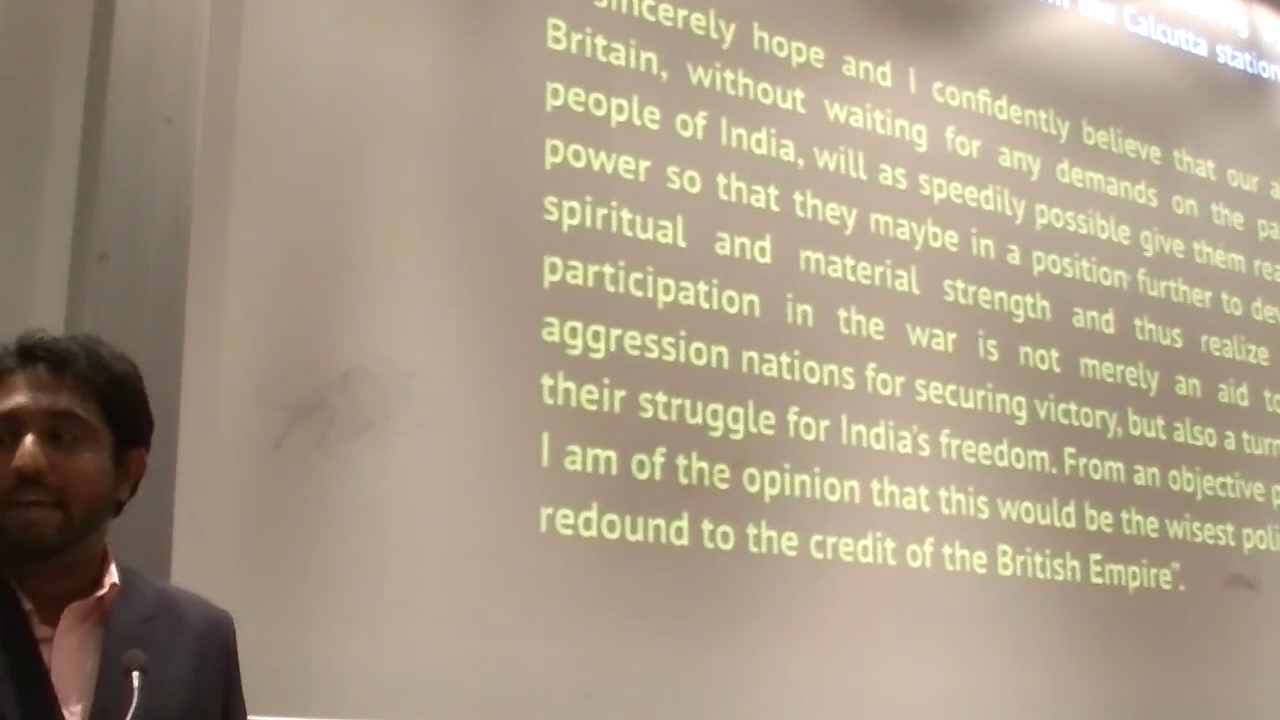 the Calcutta station
sincerely hope and I confidently believe that our
Britain, without waiting for any demands on the
people of India, will as speedily possible give them
power so that they maybe in a position further to
spiritual and material strength and thus realize
participation in the war is not merely an aid
aggression nations for securing victory, but also a
their struggle for India's freedom. From an objective
I am of the opinion that this would be the wisest
redound to the credit of the British Empire".